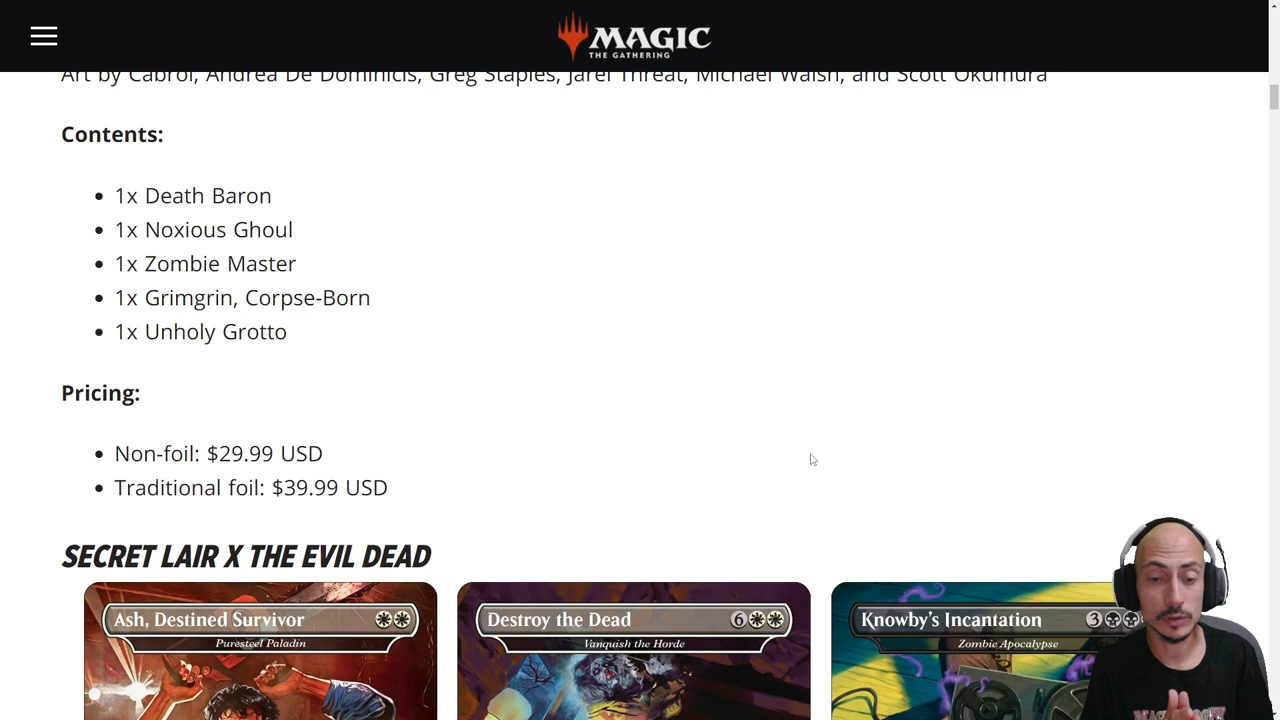 MAGIC
THE GATHERING
Art by Cabrol, Andrea De Dominicis, Greg Staples, Jarel Threat, Michael Walsh, and Scott Okumura
Contents:
• 1x Death Baron
• 1x Noxious Ghoul
• 1x Zombie Master
• 1x Grimgrin, Corpse-Born
• 1x Unholy Grotto
Pricing:
• Non-foil: $29.99 USD
• Traditional foil: $39.99 USD
SECRET LAIR X THE EVIL DEAD
Ash, Destined Survivor
Puresteel Paladin
Destroy the Dead 6
Vanquish the Horde
Knowby's Incantation 3
Zombie Apocalypse